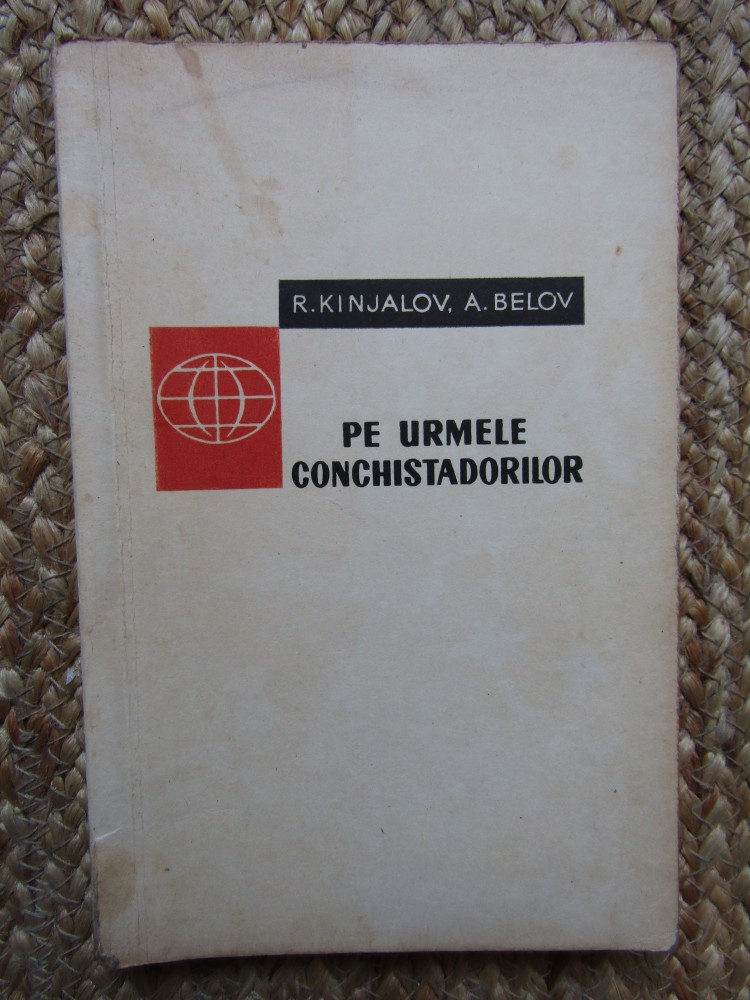 R. KINJALOV, A. BELOV
PE URMELE
CONCHISTADORILOR